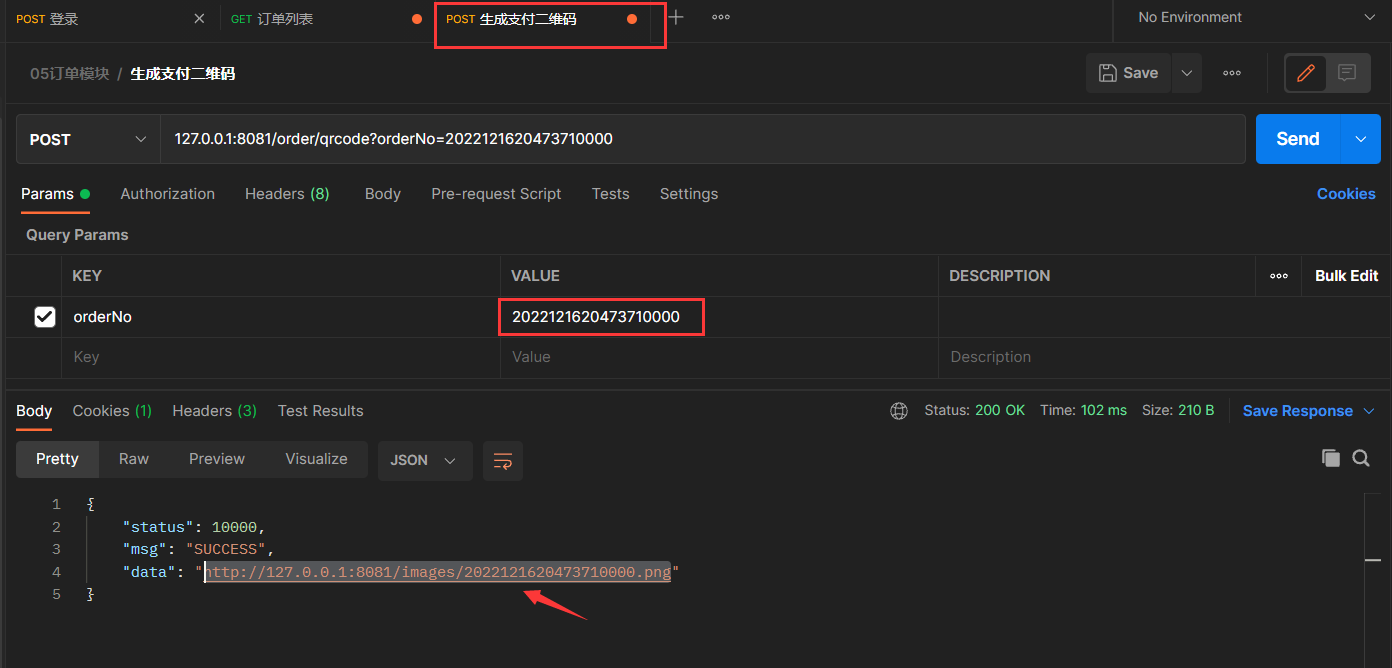 POST 登录 GET 订单列表 POST 生成支付二维码 No Environment
05订单模块 / 生成支付二维码 Save
POST 127.0.0.1:8081/order/qrcode?orderNo=2022121620473710000 Send
Params Authorization Headers (8) Body Pre-request Script Tests Settings Cookies
Query Params
KEY VALUE DESCRIPTION Bulk Edit
orderNo 2022121620473710000
Key Value Description
Body Cookies (1) Headers (3) Test Results Status: 200 OK Time: 102 ms Size: 210 B Save Response
Pretty Raw Preview Visualize JSON
1 {
2 "status": 10000,
3 "msg": "SUCCESS",
4 "data": "http://127.0.0.1:8081/images/2022121620473710000.png"
5 }